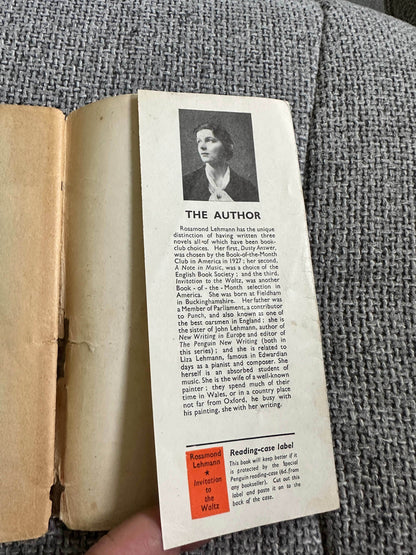 THE AUTHOR
Rosamond Lehmann has the unique
distinction of having written three
novels all of which have been book-
club choices. Her first, Dusty Answer,
was chosen by the Book-of-the-Month
Club in America in 1927; her second,
A Note in Music, was a choice of the
English Book Society; and the third,
Invitation to the Waltz, was another
Book-of-the-Month selection in
America. She was born at Fieldham
in Buckinghamshire. Her father was
a Member of Parliament, a contributor
to Punch, and also known as one of
the best oarsmen in England; she is
the sister of John Lehmann, author of
New Writing in Europe and editor of
The Penguin New Writing (both in
this series); and she is related to
Liza Lehmann, famous in Edwardian
days as a pianist and composer. She
herself is an absorbed student of
music. She is the wife of a well-known
painter; they spend much of their
time in Wales, or in a country place
not far from Oxford, he busy with
his painting, she with her writing.
Rosamond
Lehmann
★
Invitation
to the
Waltz
Reading-case label
This book will keep better if it
is protected by the special
Penguin reading-case (6d. from
any bookseller). Cut out this
label and paste it on to the
back of the case.